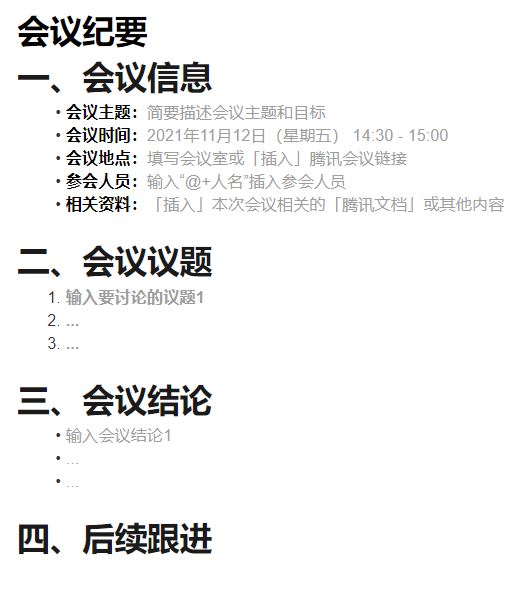 会议纪要
一、会议信息
• 会议主题：简要描述会议主题和目标
• 会议时间：2021年11月12日（星期五） 14:30 - 15:00
• 会议地点：填写会议室或「插入」腾讯会议链接
• 参会人员：输入“@+人名”插入参会人员
• 相关资料：「插入」本次会议相关的「腾讯文档」或其他内容
二、会议议题
1. 输入要讨论的议题1
2. ...
3. ...
三、会议结论
• 输入会议结论1
• ...
• ...
四、后续跟进